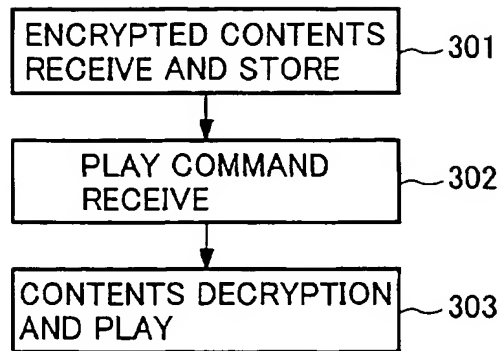 ENCRYPTED CONTENTS
RECEIVE AND STORE
301
PLAY COMMAND
RECEIVE
302
CONTENTS DECRYPTION
AND PLAY
303